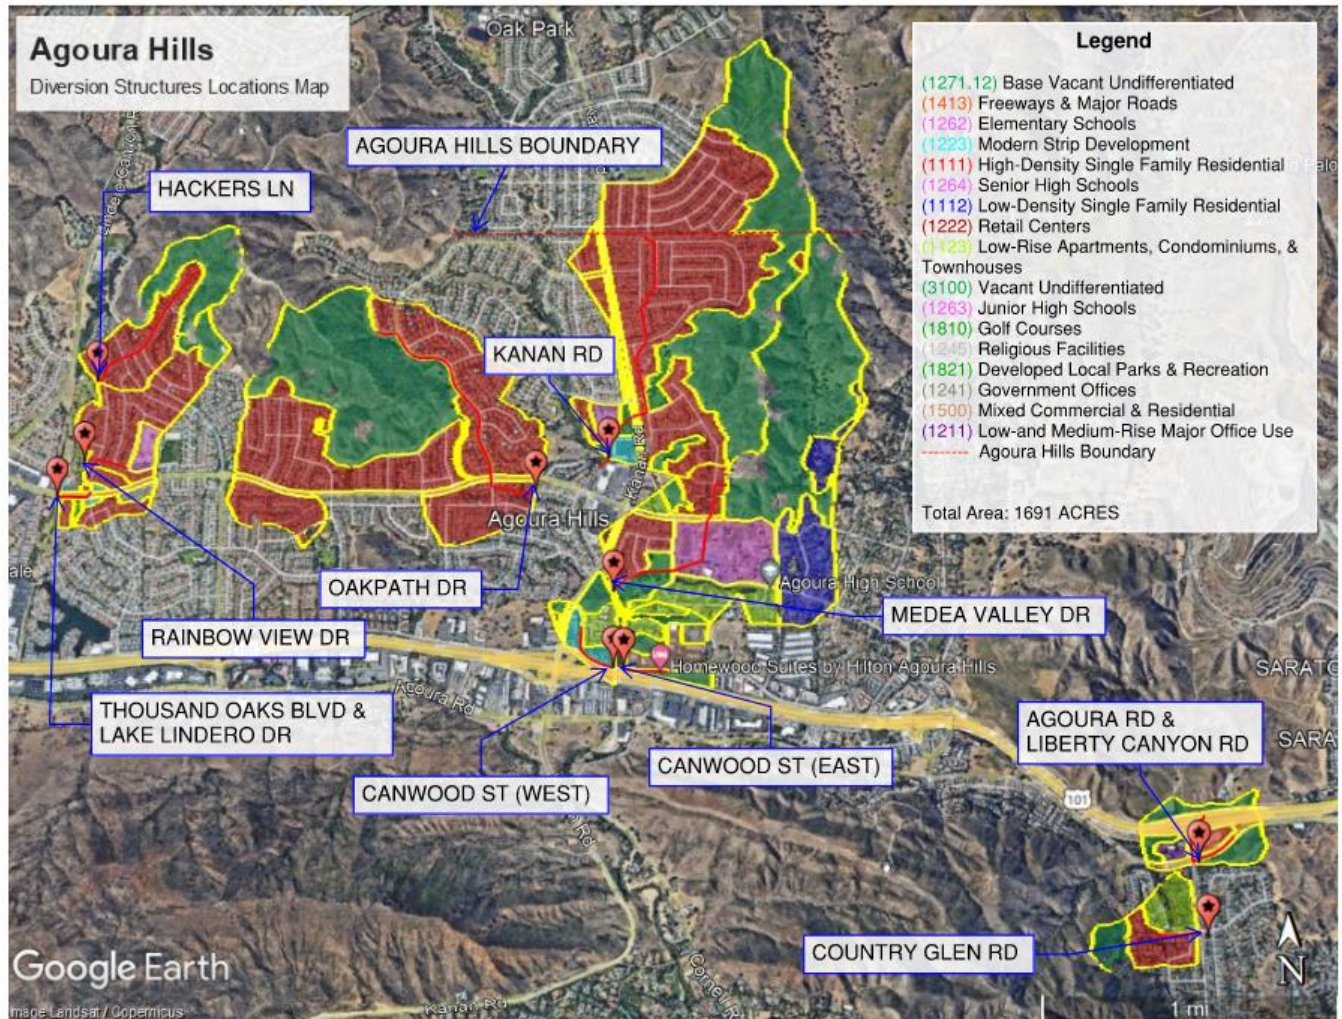 Agoura Hills
Diversion Structures Locations Map
Oak Park
Legend
(1271.12) Base Vacant Undifferentiated
(1413) Freeways & Major Roads
(1262) Elementary Schools
(1223) Modern Strip Development
(1111) High-Density Single Family Residential
(1264) Senior High Schools
(1112) Low-Density Single Family Residential
(1222) Retail Centers
(1123) Low-Rise Apartments, Condominiums, &
Townhouses
(3100) Vacant Undifferentiated
(1263) Junior High Schools
(1810) Golf Courses
(1245) Religious Facilities
(1821) Developed Local Parks & Recreation
(1241) Government Offices
(1500) Mixed Commercial & Residential
(1211) Low-and Medium-Rise Major Office Use
Agoura Hills Boundary
Total Area: 1691 ACRES
AGOURA HILLS BOUNDARY
HACKERS LN
KANAN RD
Kanan Rd
Agoura Hills
OAKPATH DR
Agoura High School
MEDEA VALLEY DR
RAINBOW VIEW DR
Homewood Suites by Hilton Agoura Hills
SARATO
Agoura Rd
THOUSAND OAKS BLVD &
LAKE LINDERO DR
AGOURA RD &
LIBERTY CANYON RD
SARA
CANWOOD ST (EAST)
CANWOOD ST (WEST)
101
Rd
COUNTRY GLEN RD
Google Earth
N
Kanan Rd
Cornell R
1 mi
Image Landsat / Copernicus